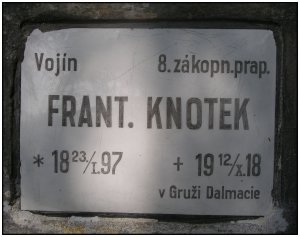 Vojín 8. zákopn. prap.
FRANT. KNOTEK
* 18 23/I. 97 + 19 12/X. 18
v Gruži Dalmacie